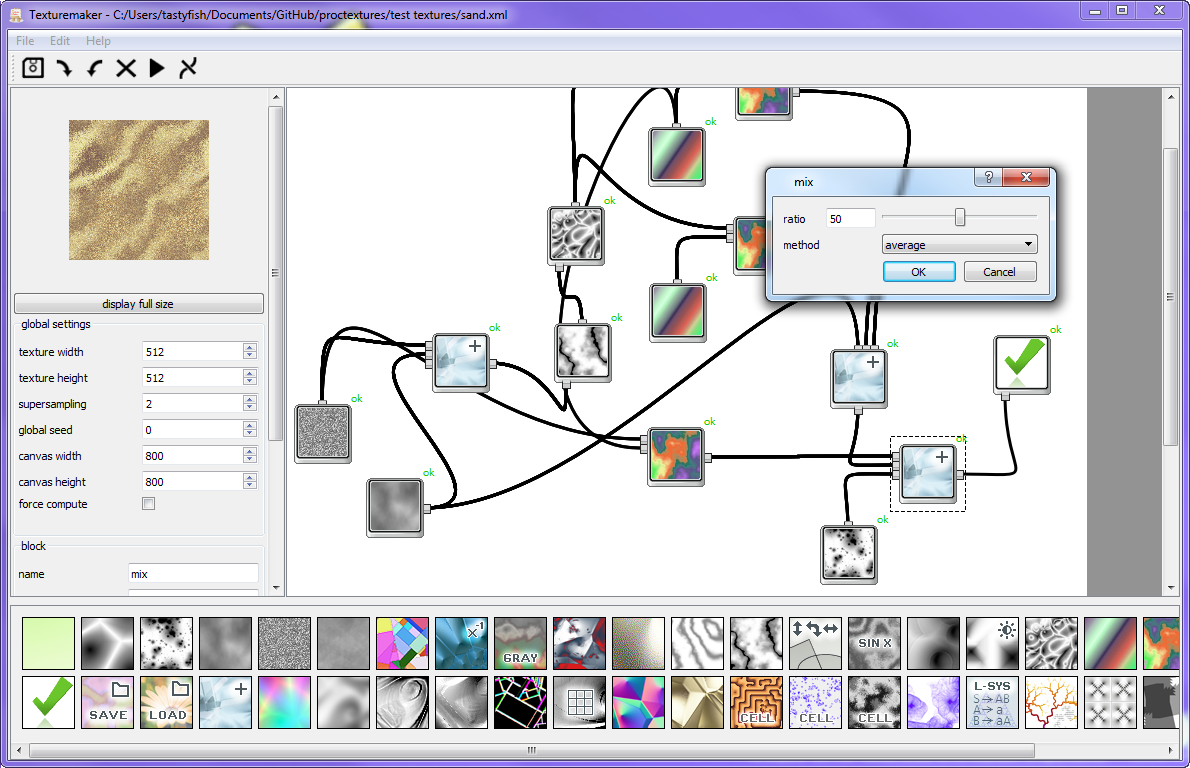 Texturemaker - C:/Users/tastyfish/Documents/GitHub/proctextures/test textures/sand.xml
File Edit Help
ok
ok
ok
ok
ok
ok
ok
ok
ok
ok
ok
ok
ok
mix
ratio 50
method average
OK Cancel
display full size
global settings
texture width 512
texture height 512
supersampling 2
global seed 0
canvas width 800
canvas height 800
force compute
block
name mix
x-1
GRAY
SIN X
SAVE
LOAD
CELL
CELL
CELL
L-SYS
S→AB
A→a
B→aA